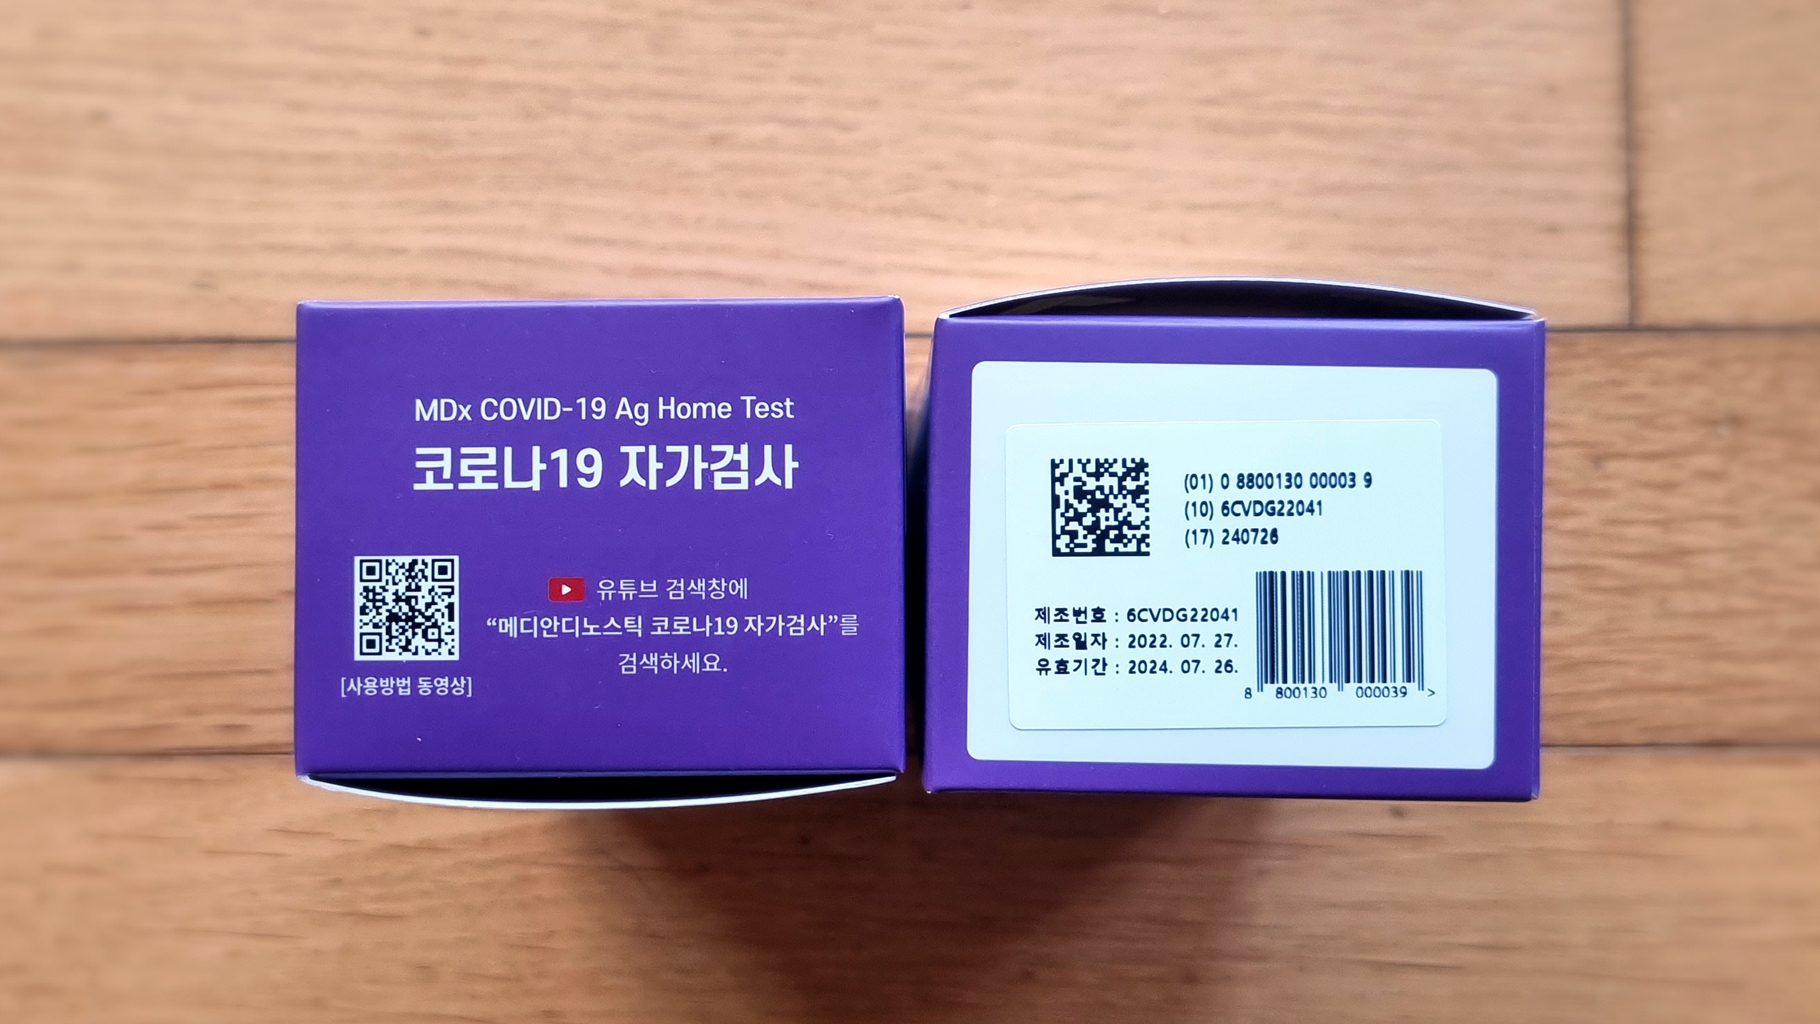 MDx COVID-19 Ag Home Test
코로나19 자가검사
유튜브 검색창에
“메디안디노스틱 코로나19 자가검사”를
검색하세요.
[사용방법 동영상]
(01) 0 8800130 00003 9
(10) 6CVDG22041
(17) 240726
제조번호 : 6CVDG22041
제조일자 : 2022. 07. 27.
유효기간 : 2024. 07. 26.
8 800130 000039 >